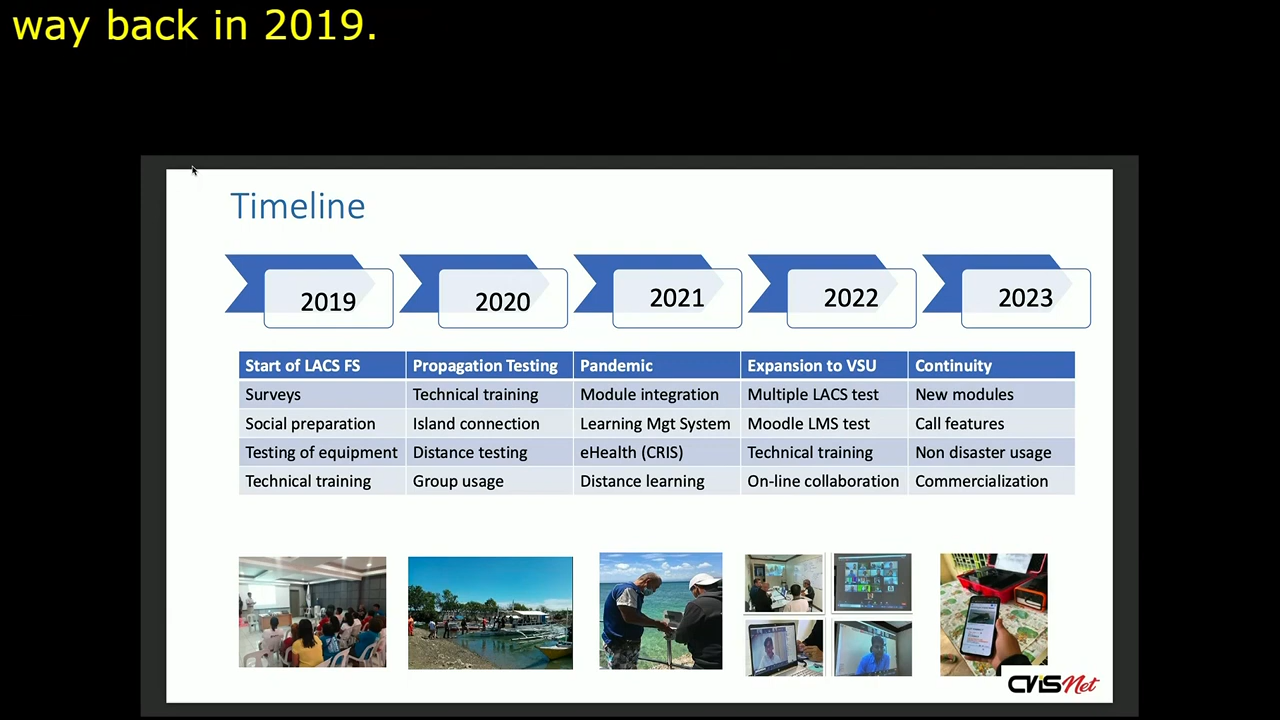 way back in 2019.
Timeline
2019 2020 2021 2022 2023
Start of LACS FS Propagation Testing Pandemic Expansion to VSU Continuity
Surveys Technical training Module integration Multiple LACS test New modules
Social preparation Island connection Learning Mgt System Moodle LMS test Call features
Testing of equipment Distance testing eHealth (CRIS) Technical training Non disaster usage
Technical training Group usage Distance learning On-line collaboration Commercialization
CVISNet